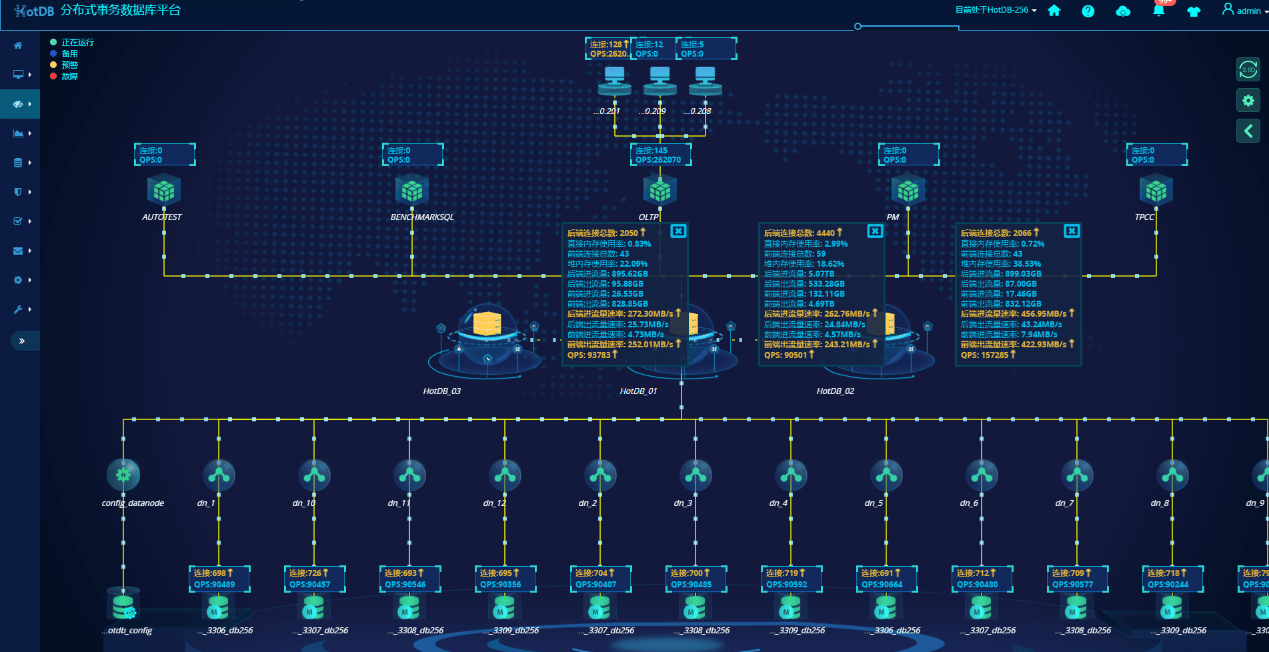 HotDB 分布式事务数据库平台
目前处于HotDB-256
99+
admin
正在运行
备用
预警
故障
连接:128
QPS:2620..
连接:12
QPS:0
连接:5
QPS:0
...0.201
...0.209
...0.208
连接:0
QPS:0
连接:0
QPS:0
连接:145
QPS:262070
连接:0
QPS:0
连接:0
QPS:0
AUTOTEST
BENCHMARKSQL
OLTP
PM
TPCC
后端连接总数: 2050
直接内存使用率: 0.83%
前端连接总数: 43
堆内存使用率: 22.09%
后端进流量: 895.62GB
后端出流量: 95.88GB
前端进流量: 26.53GB
前端出流量: 828.85GB
后端进流量速率: 272.30MB/s
后端出流量速率: 25.73MB/s
前端进流量速率: 4.73MB/s
前端出流量速率: 252.01MB/s
QPS: 93783
后端连接总数: 4440
直接内存使用率: 2.99%
前端连接总数: 59
堆内存使用率: 18.62%
后端进流量: 5.07TB
后端出流量: 533.28GB
前端进流量: 132.11GB
前端出流量: 4.69TB
后端进流量速率: 262.76MB/s
后端出流量速率: 24.84MB/s
前端进流量速率: 4.57MB/s
前端出流量速率: 243.21MB/s
QPS: 90501
后端连接总数: 2066
直接内存使用率: 0.72%
前端连接总数: 43
堆内存使用率: 38.53%
后端进流量: 899.03GB
后端出流量: 87.00GB
前端进流量: 17.46GB
前端出流量: 832.12GB
后端进流量速率: 456.95MB/s
后端出流量速率: 43.24MB/s
前端进流量速率: 7.94MB/s
前端出流量速率: 422.93MB/s
QPS: 157285
HotDB_03
HotDB_01
HotDB_02
config_datanode
dn_1
dn_10
dn_11
dn_12
dn_2
dn_3
dn_4
dn_5
dn_6
dn_7
dn_8
dn_9
连接:698
QPS:90489
连接:726
QPS:90457
连接:693
QPS:90546
连接:695
QPS:90356
连接:704
QPS:90407
连接:700
QPS:90485
连接:719
QPS:90592
连接:691
QPS:90664
连接:712
QPS:90480
连接:709
QPS:90577
连接:718
QPS:90244
连接:79
QPS:90
...otdb_config
..._3306_db256
..._3307_db256
..._3308_db256
..._3309_db256
..._3307_db256
..._3308_db256
..._3309_db256
..._3306_db256
..._3307_db256
..._3308_db256
..._3309_db256
..._330